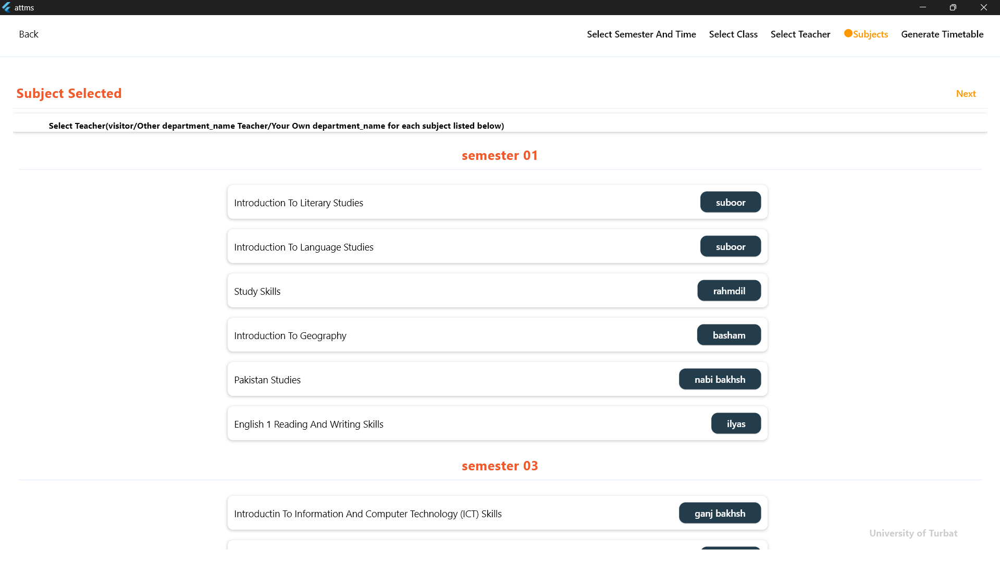 attms
Back
Select Semester And Time
Select Class
Select Teacher
Subjects
Generate Timetable
Subject Selected
Next
Select Teacher(visitor/Other department_name Teacher/Your Own department_name for each subject listed below)
semester 01
Introduction To Literary Studies
suboor
Introduction To Language Studies
suboor
Study Skills
rahmdil
Introduction To Geography
basham
Pakistan Studies
nabi bakhsh
English 1 Reading And Writing Skills
ilyas
semester 03
Introductin To Information And Computer Technology (ICT) Skills
ganj bakhsh
University of Turbat